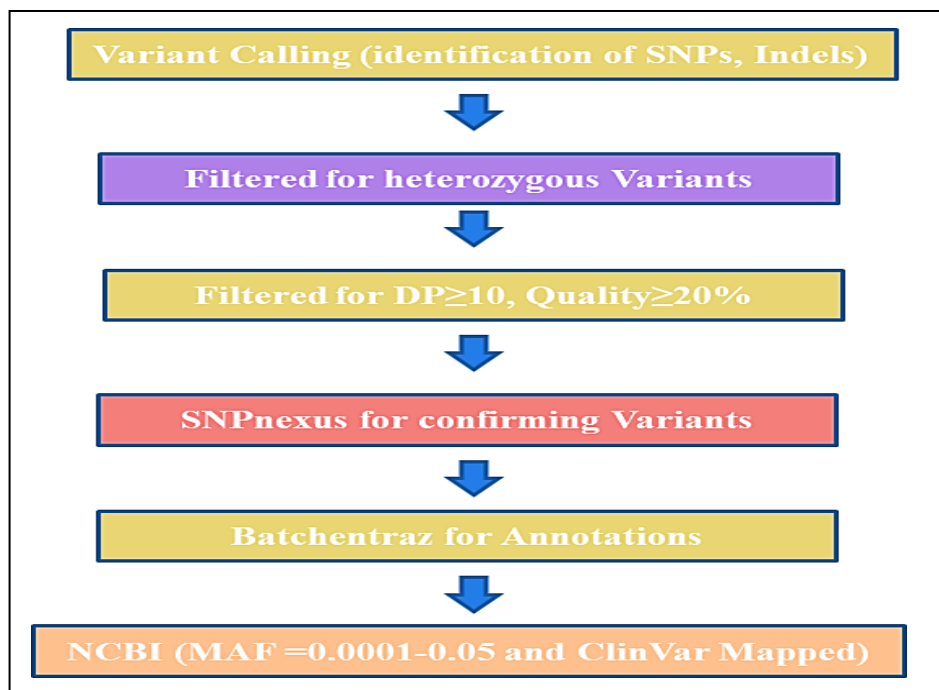 Variant Calling (identification of SNPs, Indels)
Filtered for heterozygous Variants
Filtered for DP≥10, Quality≥20%
SNPnexus for confirming Variants
Batchentraz for Annotations
NCBI (MAF =0.0001-0.05 and ClinVar Mapped)